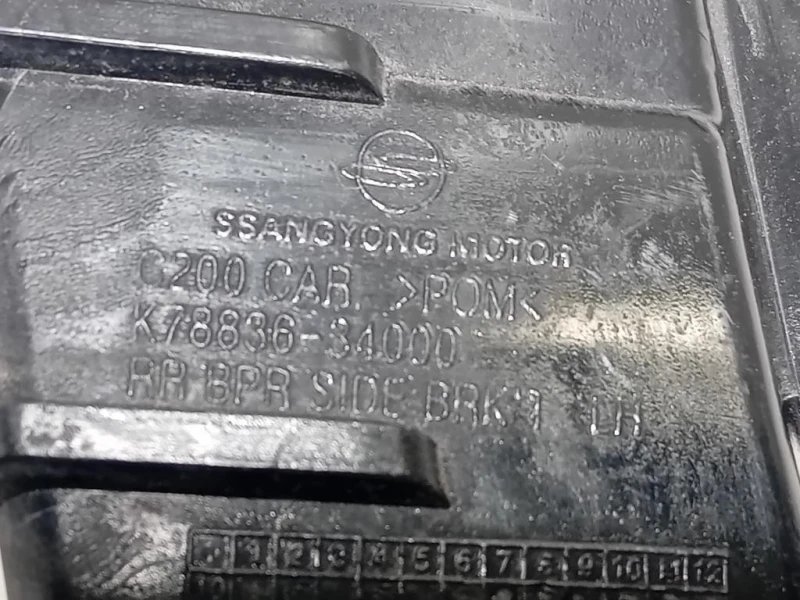 SSANGYONG MOTOR
C200 CAR. >POM<
K78836-34000
RR BPR SIDE BRK'T LH
1 2 3 4 5 6 7 8 9 10 11 12